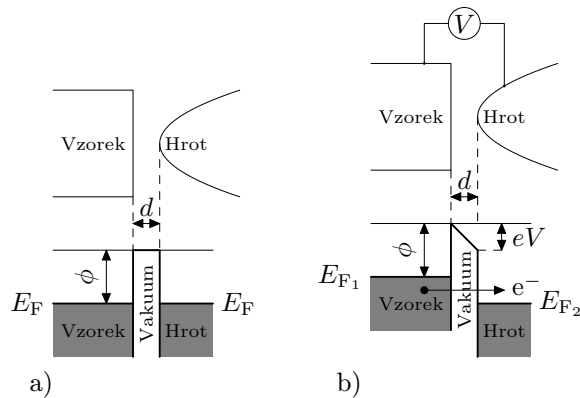 Vzorek
Hrot
d
ϕ
E_F
E_F
Vzorek
Vakuum
Hrot
a)
V
Vzorek
Hrot
d
ϕ
eV
E_F₁
e⁻
E_F₂
Vzorek
Vakuum
Hrot
b)